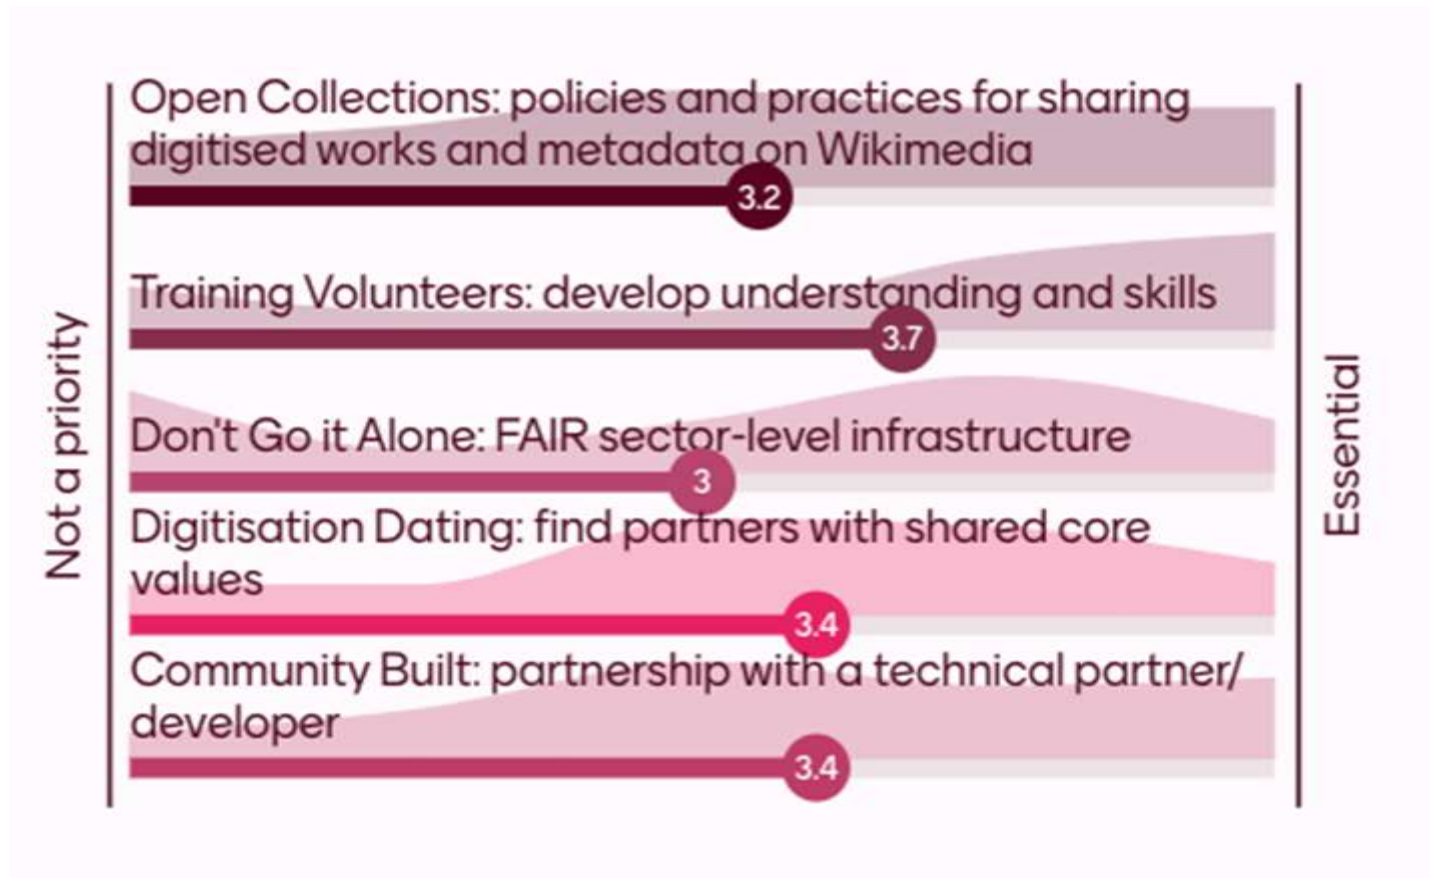 Open Collections: policies and practices for sharing
digitised works and metadata on Wikimedia
3.2
Training Volunteers: develop understanding and skills
3.7
Not a priority
Don't Go it Alone: FAIR sector-level infrastructure
3
Essential
Digitisation Dating: find partners with shared core
values
3.4
Community Built: partnership with a technical partner/
developer
3.4